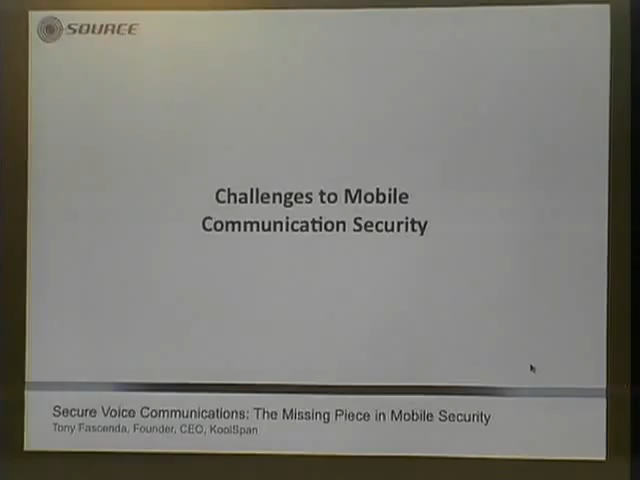 SOURCE
Challenges to Mobile
Communication Security
Secure Voice Communications: The Missing Piece in Mobile Security
Tony Fascenda, Founder, CEO, KoolSpan